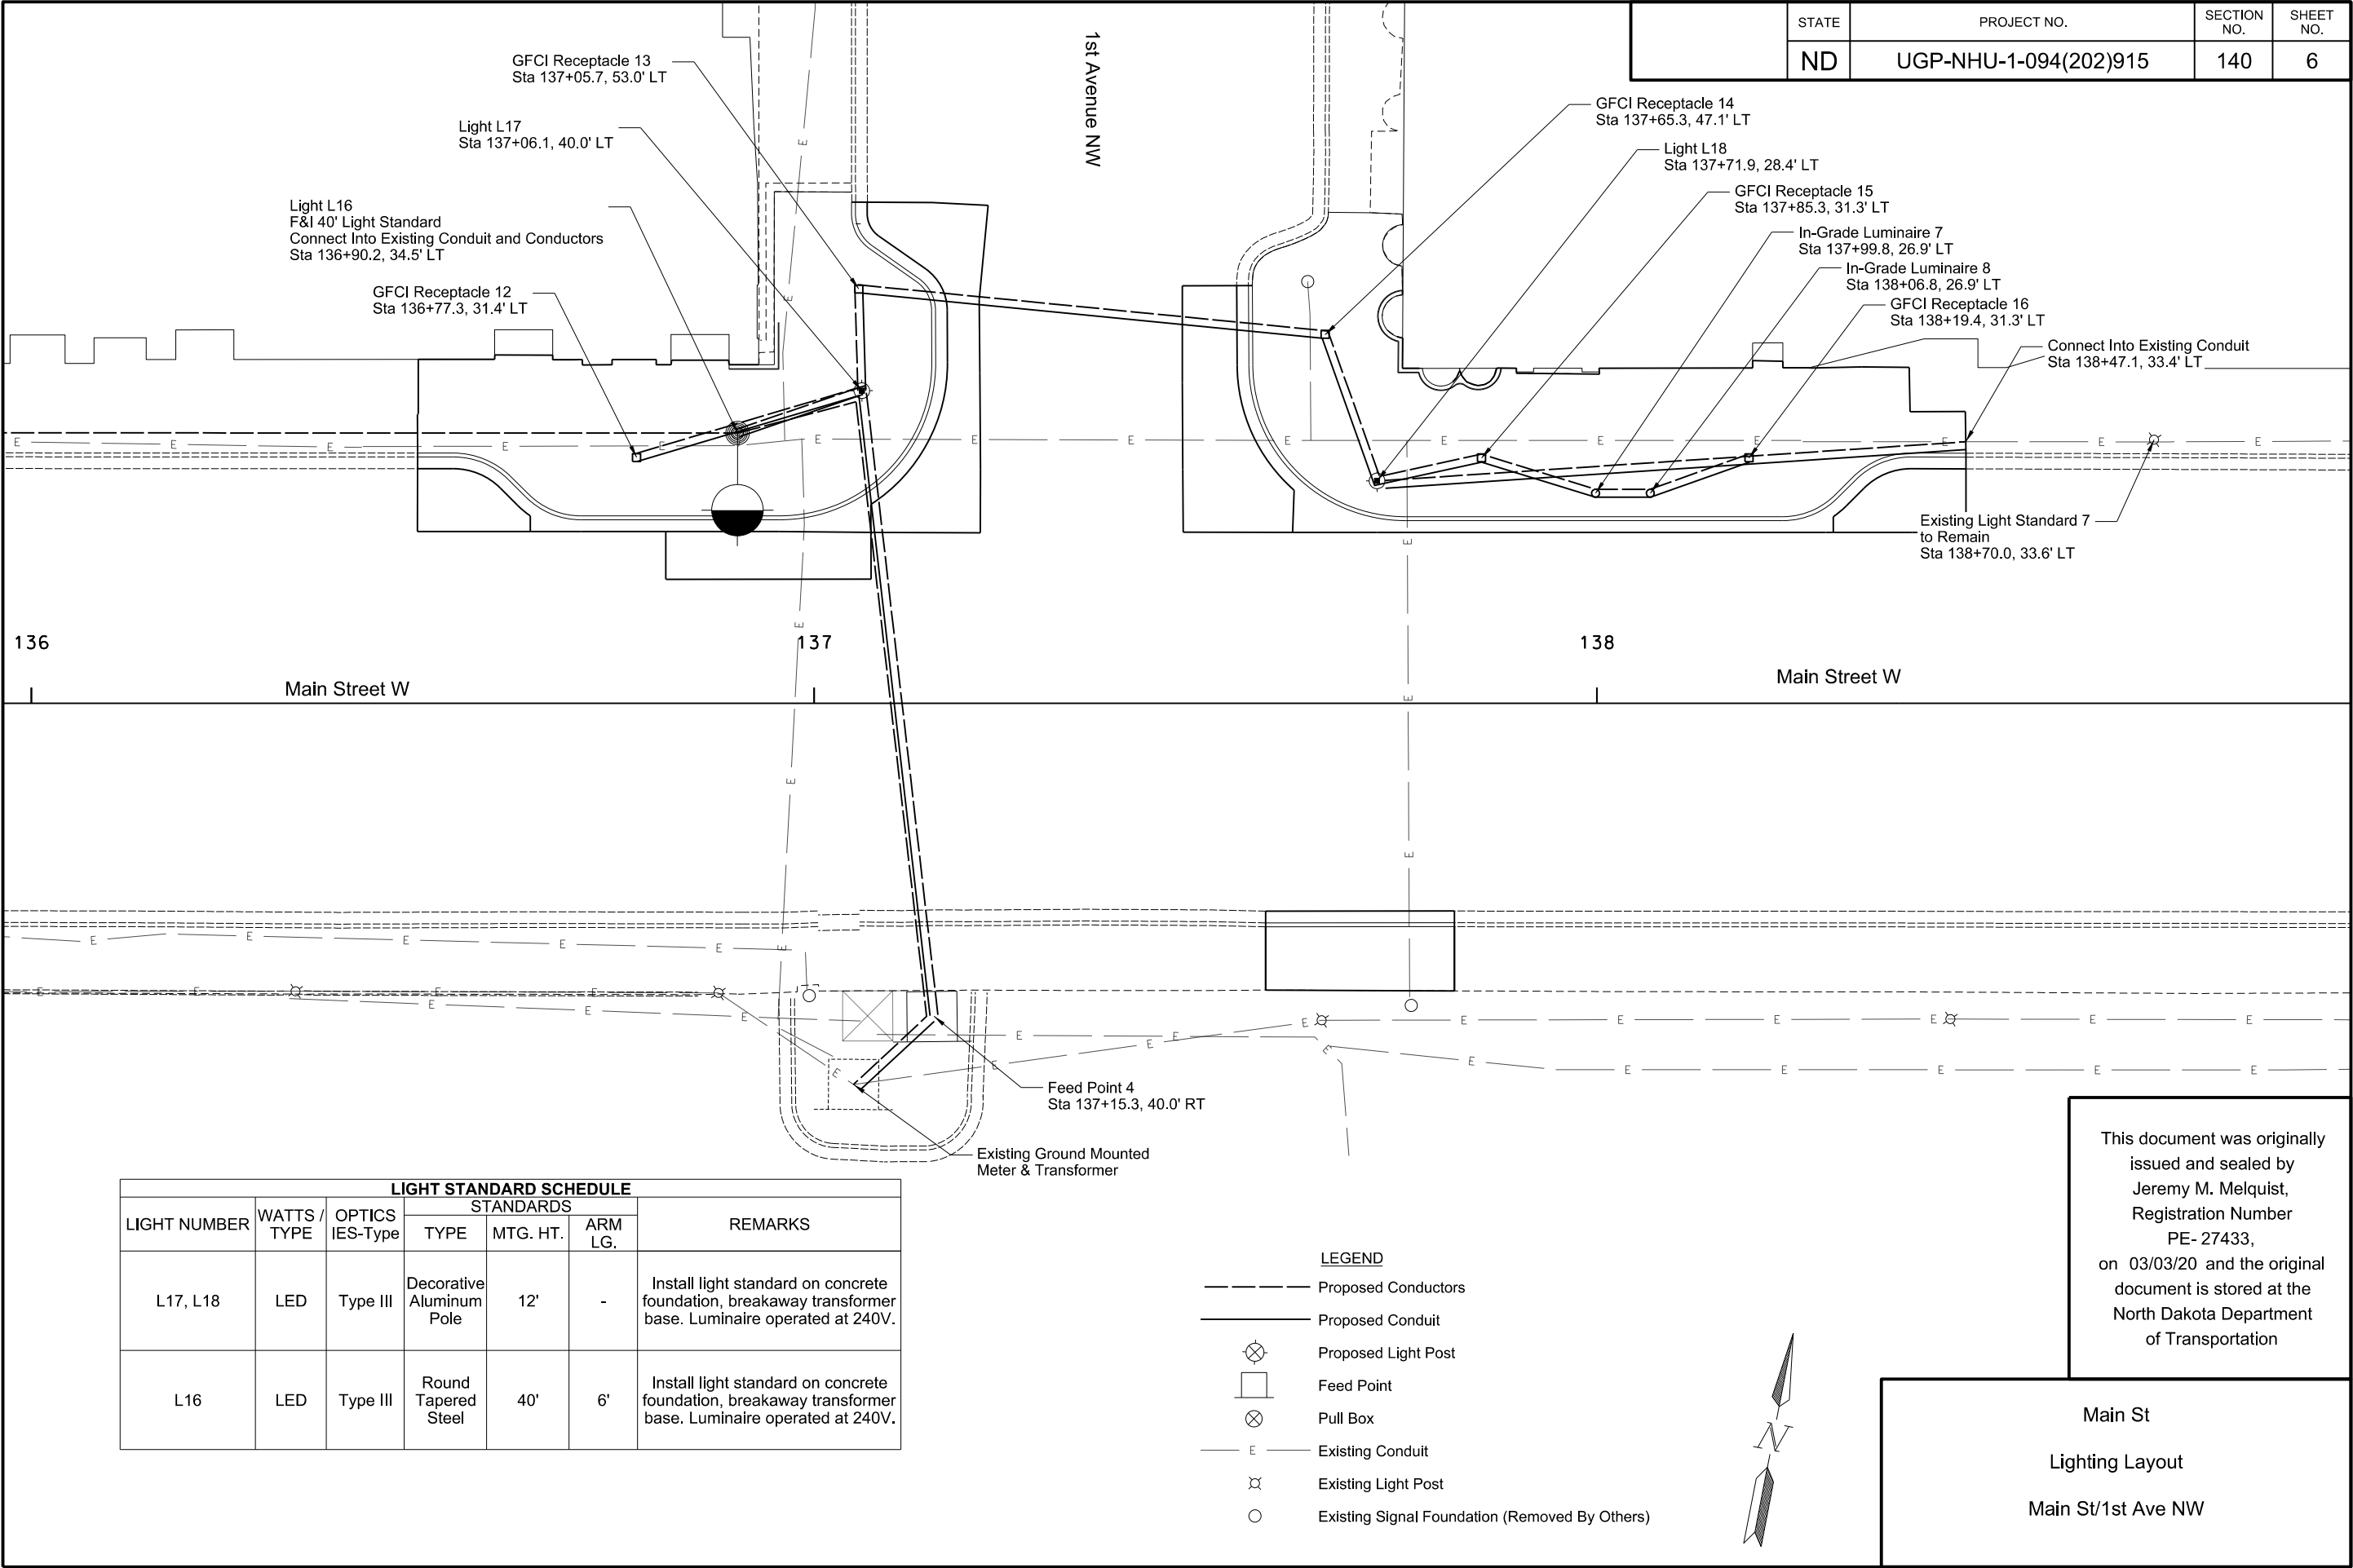 STATE
PROJECT NO.
SECTION NO.
SHEET NO.
ND
UGP-NHU-1-094(202)915
140
6
1st Avenue NW
GFCI Receptacle 13
Sta 137+05.7, 53.0' LT
Light L17
Sta 137+06.1, 40.0' LT
Light L16
F&I 40' Light Standard
Connect Into Existing Conduit and Conductors
Sta 136+90.2, 34.5' LT
GFCI Receptacle 12
Sta 136+77.3, 31.4' LT
GFCI Receptacle 14
Sta 137+65.3, 47.1' LT
Light L18
Sta 137+71.9, 28.4' LT
GFCI Receptacle 15
Sta 137+85.3, 31.3' LT
In-Grade Luminaire 7
Sta 137+99.8, 26.9' LT
In-Grade Luminaire 8
Sta 138+06.8, 26.9' LT
GFCI Receptacle 16
Sta 138+19.4, 31.3' LT
Connect Into Existing Conduit
Sta 138+47.1, 33.4' LT
Existing Light Standard 7
to Remain
Sta 138+70.0, 33.6' LT
136
137
138
Main Street W
Main Street W
Feed Point 4
Sta 137+15.3, 40.0' RT
Existing Ground Mounted
Meter & Transformer
LIGHT STANDARD SCHEDULE
LIGHT NUMBER
WATTS /
TYPE
OPTICS
IES-Type
STANDARDS
TYPE
MTG. HT.
ARM
LG.
REMARKS
L17, L18
LED
Type III
Decorative
Aluminum
Pole
12'
-
Install light standard on concrete
foundation, breakaway transformer
base. Luminaire operated at 240V.
L16
LED
Type III
Round
Tapered
Steel
40'
6'
Install light standard on concrete
foundation, breakaway transformer
base. Luminaire operated at 240V.
LEGEND
Proposed Conductors
Proposed Conduit
Proposed Light Post
Feed Point
Pull Box
E
Existing Conduit
Existing Light Post
Existing Signal Foundation (Removed By Others)
N
This document was originally
issued and sealed by
Jeremy M. Melquist,
Registration Number
PE- 27433,
on 03/03/20 and the original
document is stored at the
North Dakota Department
of Transportation
Main St
Lighting Layout
Main St/1st Ave NW